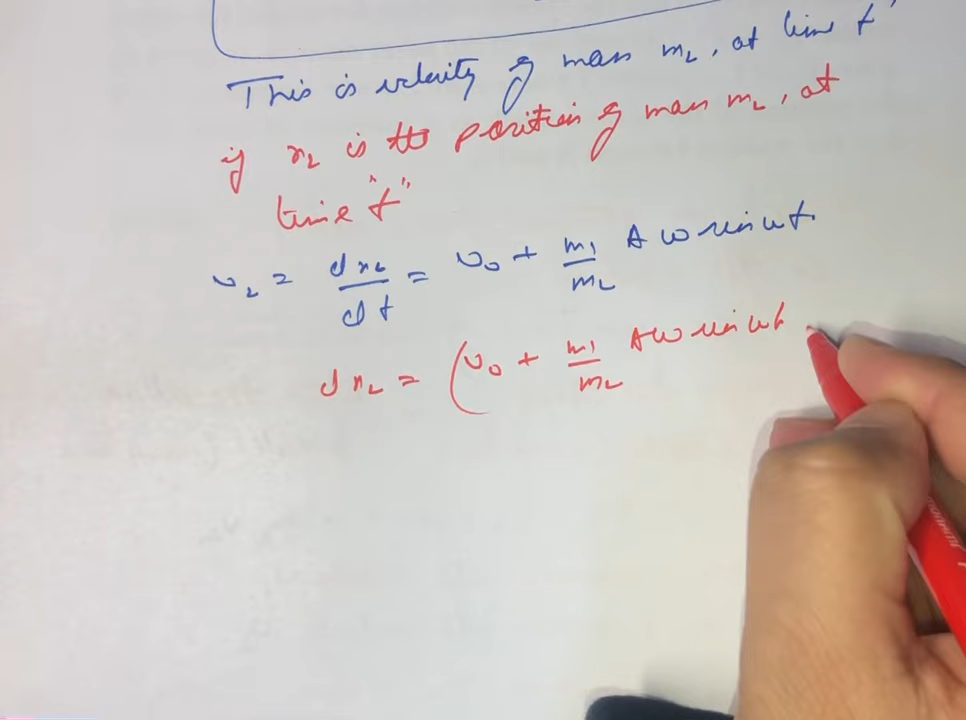 This is velocity of mass m₂, at time t
if x₂ is the position of mass m₂, at
time "t"
v₂ = dx₂/dt = v₀ + m₁/m₂ Aω sin ωt.
dx₂ = (v₀ + m₁/m₂ Aω sin ωt